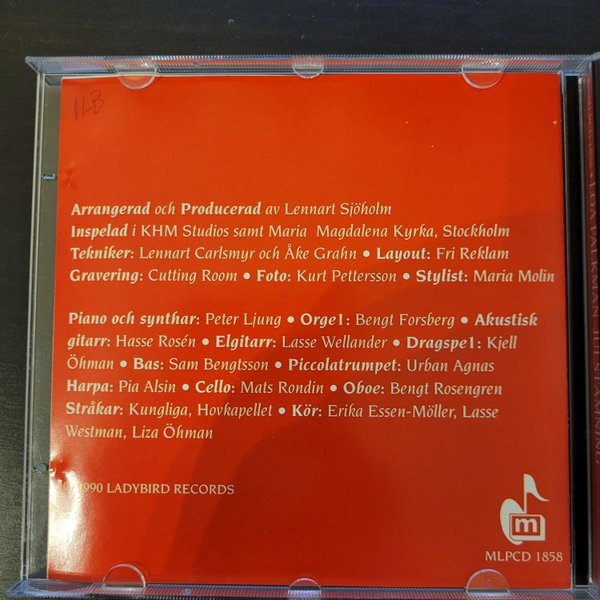 ILB
Arrangerad och Producerad av Lennart Sjöholm
Inspelad i KHM Studios samt Maria Magdalena Kyrka, Stockholm
Tekniker: Lennart Carlsmyr och Åke Grahn • Layout: Fri Reklam
Gravering: Cutting Room • Foto: Kurt Pettersson • Stylist: Maria Molin
Piano och synthar: Peter Ljung • Orge1: Bengt Forsberg • Akustisk
gitarr: Hasse Rosén • Elgitarr: Lasse Wellander • Dragspe1: Kjell
Öhman • Bas: Sam Bengtsson • Piccolatrumpet: Urban Agnas
Harpa: Pia Alsin • Cello: Mats Rondin • Oboe: Bengt Rosengren
Stråkar: Kungliga, Hovkapellet • Kör: Erika Essen-Möller, Lasse
Westman, Liza Öhman
1990 LADYBIRD RECORDS
m
MLPCD 1858